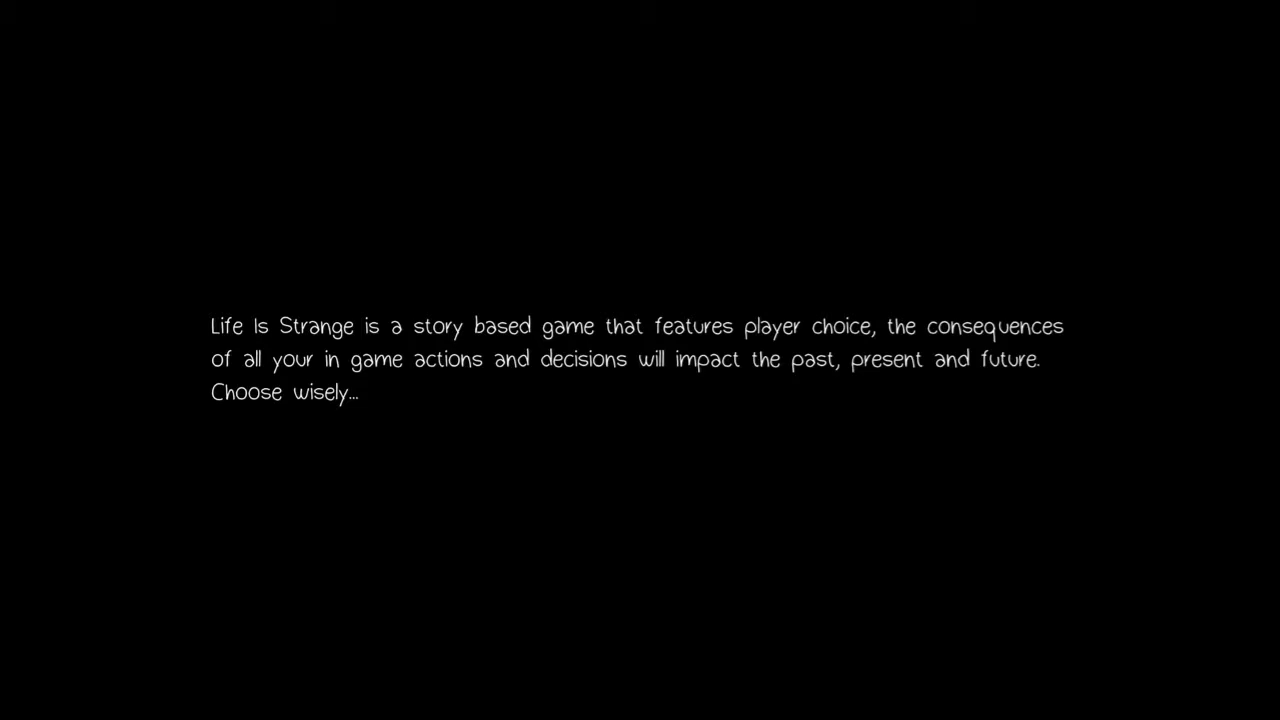 Life Is Strange is a story based game that features player choice, the consequences
of all your in game actions and decisions will impact the past, present and future.
Choose wisely...